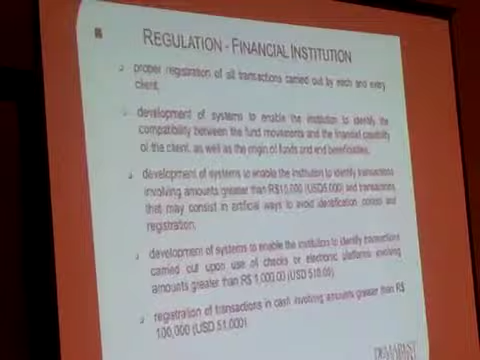 REGULATION - FINANCIAL INSTITUTION
proper registration of all transactions carried out by each and every
client.
development of systems to enable the institution to identify the
compatibility between the fund movements and the financial capability
of the client, as well as the origin of funds and end beneficiaries.
development of systems to enable the institution to identify transactions
involving amounts greater than R$10,000 (USD5,000) and transactions
that may consist in artificial ways to avoid identification control and
registration.
development of systems to enable the institution to identify transactions
carried out upon use of checks or electronic platforms involving
amounts greater than R$ 1,000.00 (USD 510.00)
registration of transactions in cash involving amounts greater than R$
100,000 (USD 51,000)